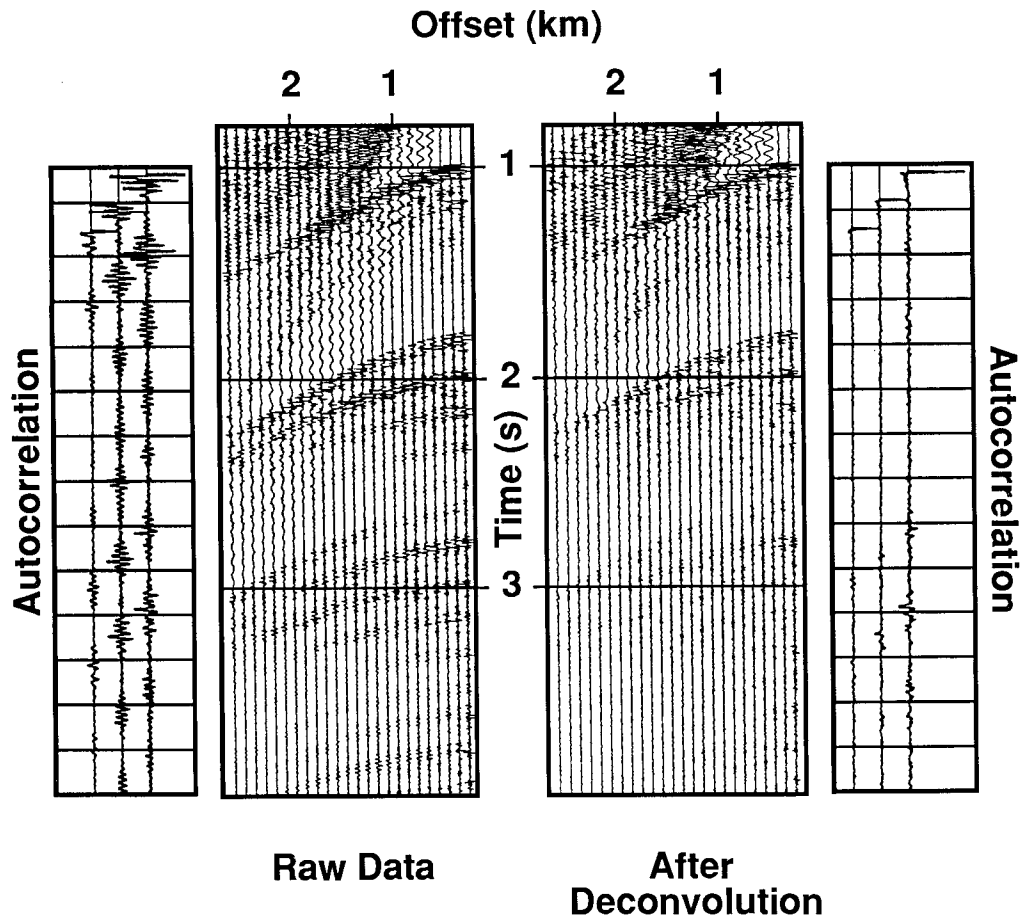 Offset (km)
2 1 2 1
1
2
3
Time (s)
Autocorrelation
Autocorrelation
Raw Data
After
Deconvolution